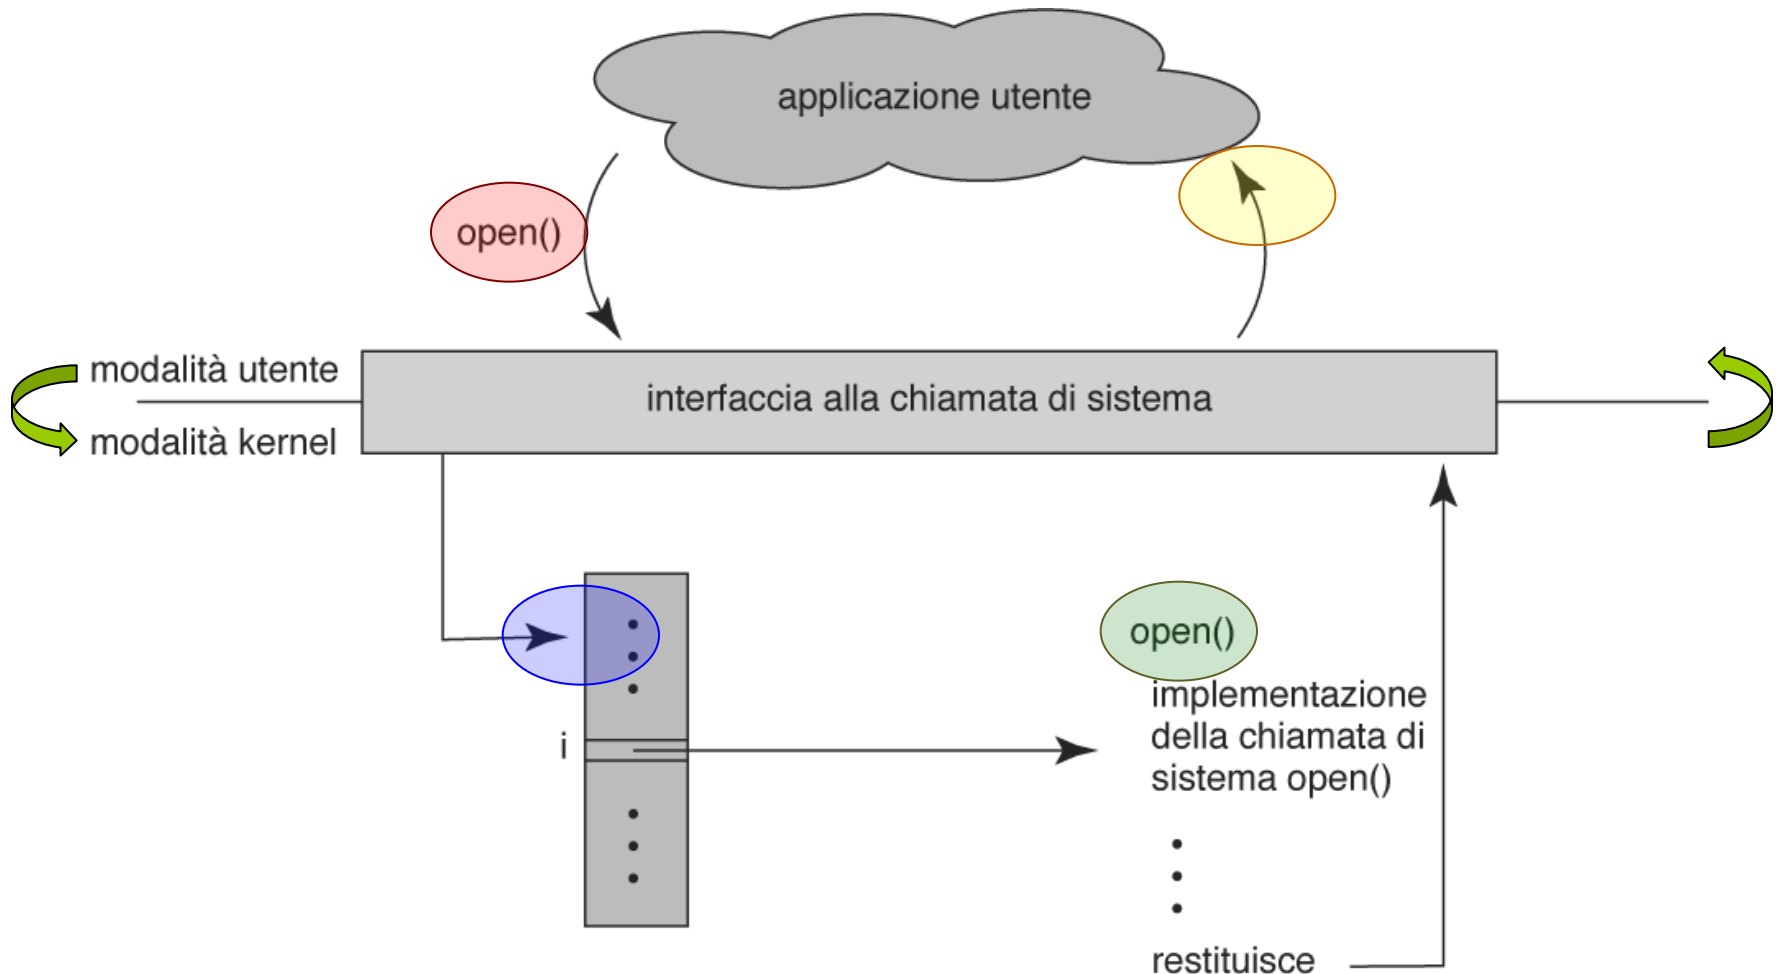 applicazione utente
open()
modalità utente
interfaccia alla chiamata di sistema
modalità kernel
open()
implementazione
della chiamata di
sistema open()
i
restituisce